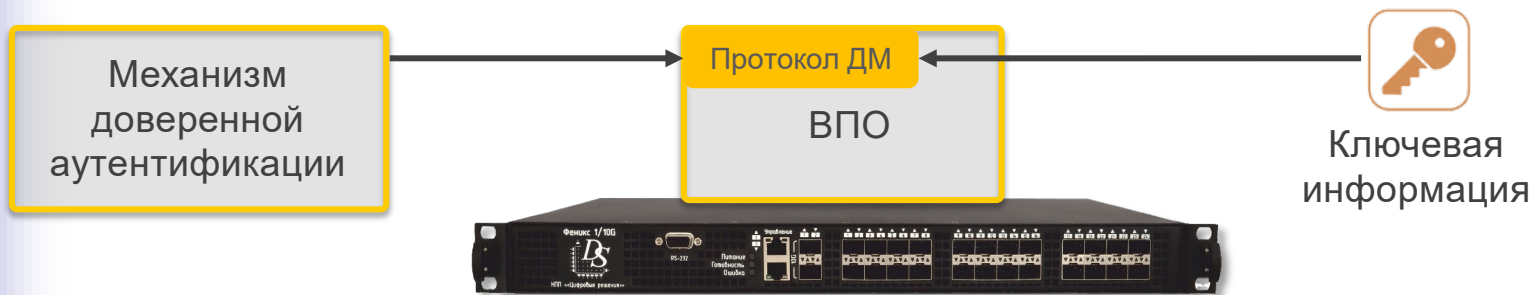 Механизм
доверенной
аутентификации
Протокол ДМ
ВПО
Ключевая
информация
Феникс 1/10G
DS
НПП «Цифровые решения»
RS-232
Питание
Готовность
Ошибка
Управление
10G